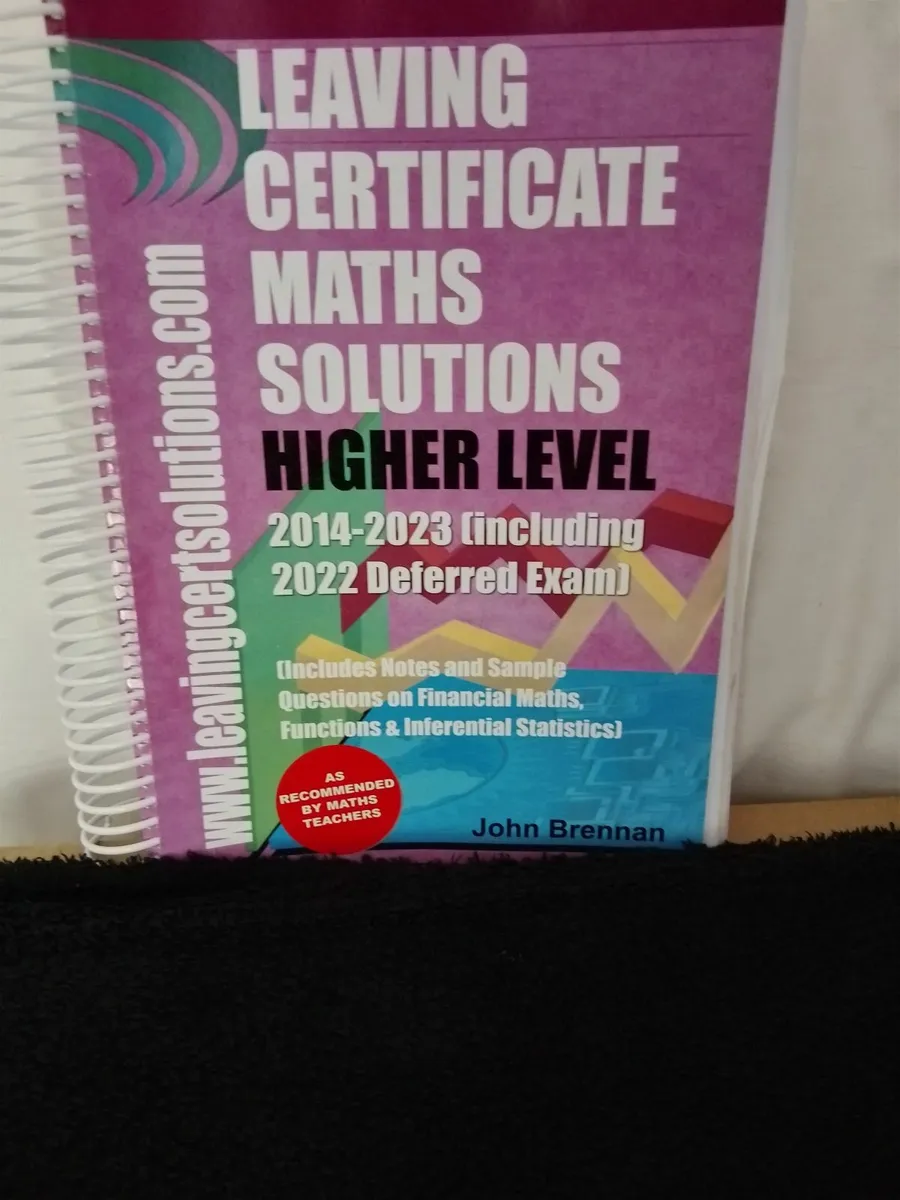 LEAVING
CERTIFICATE
MATHS
SOLUTIONS
HIGHER LEVEL
2014-2023 (including
2022 Deferred Exam)
(Includes Notes and Sample
Questions on Financial Maths,
Functions & Inferential Statistics)
AS
RECOMMENDED
BY MATHS
TEACHERS
John Brennan
www.leavingcertsolutions.com